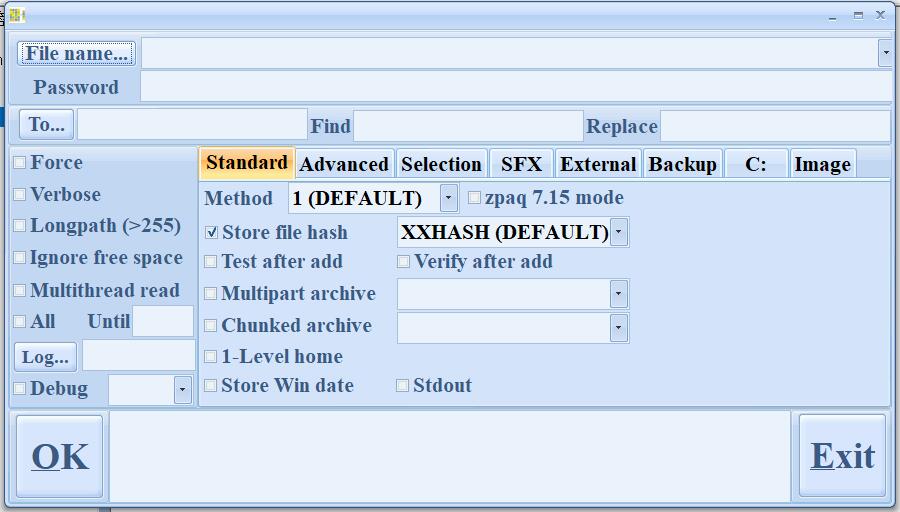 File name...
Password
To... Find Replace
Force
Verbose
Longpath (>255)
Ignore free space
Multithread read
All Until
Log...
Debug
Standard Advanced Selection SFX External Backup C: Image
Method 1 (DEFAULT) zpaq 7.15 mode
Store file hash XXHASH (DEFAULT)
Test after add Verify after add
Multipart archive
Chunked archive
1-Level home
Store Win date Stdout
OK Exit